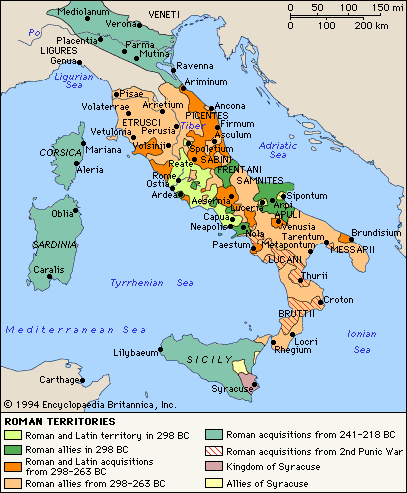 0 50 100 150 mi
0 100 200 km
Mediolanum
VENETI
Verona
Placentia
Po
Parma
LIGURES
Mutina
Genua
Ravenna
Ligurian
Sea
Ariminum
Pisae
Ancona
Volaterrae
Arretium
PICENTES
ETRUSCI
Firmum
Tiber
Vetulonia
Perusia
Asculum
Adriatic
Sea
CORSICA
Mariana
Volsinii
Spoletium
SABINI
Aleria
Reate
FRENTANI
Rome
SAMNITES
Ostia
Sipontum
Ardea
Aesernia
Luceria
Arpi
Oblia
Capua
APULI
Neapolis
Nola
Venusia
Brundisium
SARDINIA
Tarentum
Paestum
Metapontum
MESSAPII
LUCANI
Caralis
Tyrrhenian Sea
Thurii
Croton
BRUTTII
Mediterranean Sea
Ionian
Sea
Lilybaeum
Locri
SICILY
Rhegium
Carthage
Syracuse
© 1994 Encyclopaedia Britannica, Inc.
ROMAN TERRITORIES
Roman and Latin territory in 298 BC
Roman allies in 298 BC
Roman and Latin acquisitions
from 298-263 BC
Roman allies from 298-263 BC
Roman acquisitions from 241-218 BC
Roman acquisitions from 2nd Punic War
Kingdom of Syracuse
Allies of Syracuse